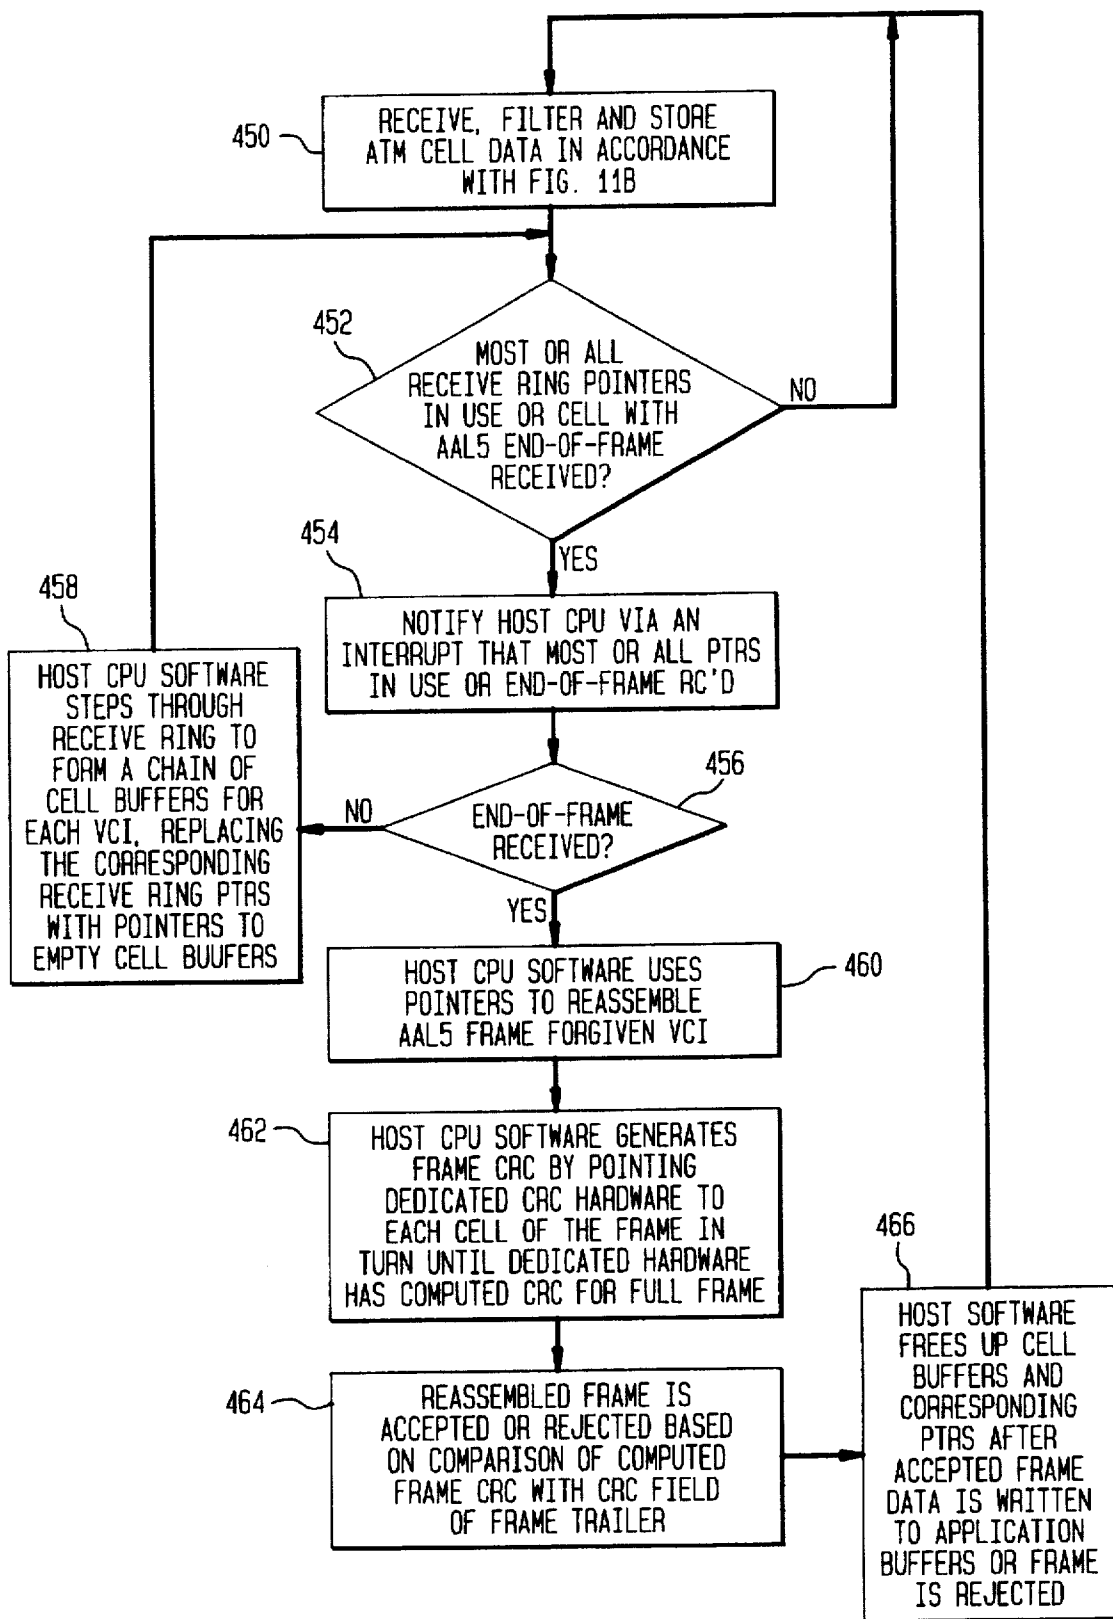 450
RECEIVE, FILTER AND STORE
ATM CELL DATA IN ACCORDANCE
WITH FIG. 11B
452
MOST OR ALL
RECEIVE RING POINTERS
IN USE OR CELL WITH
AAL5 END-OF-FRAME
RECEIVED?
NO
YES
454
NOTIFY HOST CPU VIA AN
INTERRUPT THAT MOST OR ALL PTRS
IN USE OR END-OF-FRAME RC'D
456
END-OF-FRAME
RECEIVED?
NO
YES
458
HOST CPU SOFTWARE
STEPS THROUGH
RECEIVE RING TO
FORM A CHAIN OF
CELL BUFFERS FOR
EACH VCI, REPLACING
THE CORRESPONDING
RECEIVE RING PTRS
WITH POINTERS TO
EMPTY CELL BUUFERS
460
HOST CPU SOFTWARE USES
POINTERS TO REASSEMBLE
AAL5 FRAME FORGIVEN VCI
462
HOST CPU SOFTWARE GENERATES
FRAME CRC BY POINTING
DEDICATED CRC HARDWARE TO
EACH CELL OF THE FRAME IN
TURN UNTIL DEDICATED HARDWARE
HAS COMPUTED CRC FOR FULL FRAME
464
REASSEMBLED FRAME IS
ACCEPTED OR REJECTED BASED
ON COMPARISON OF COMPUTED
FRAME CRC WITH CRC FIELD
OF FRAME TRAILER
466
HOST SOFTWARE
FREES UP CELL
BUFFERS AND
CORRESPONDING
PTRS AFTER
ACCEPTED FRAME
DATA IS WRITTEN
TO APPLICATION
BUFFERS OR FRAME
IS REJECTED